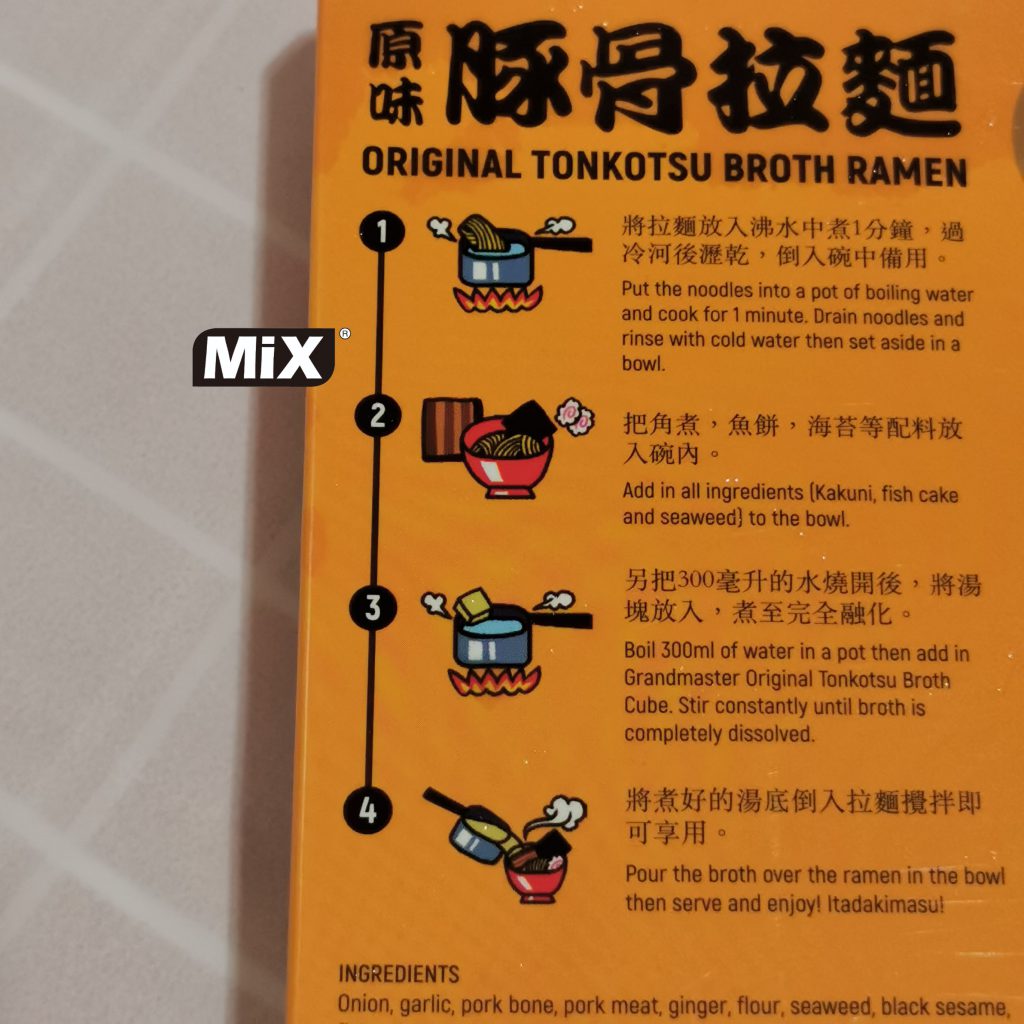 原味 豚骨拉麵
ORIGINAL TONKOTSU BROTH RAMEN
1
將拉麵放入沸水中煮1分鐘，過
冷河後瀝乾，倒入碗中備用。
Put the noodles into a pot of boiling water
and cook for 1 minute. Drain noodles and
rinse with cold water then set aside in a
bowl.
MiX®
2
把角煮，魚餅，海苔等配料放
入碗內。
Add in all ingredients (Kakuni, fish cake
and seaweed) to the bowl.
3
另把300毫升的水燒開後，將湯
塊放入，煮至完全融化。
Boil 300ml of water in a pot then add in
Grandmaster Original Tonkotsu Broth
Cube. Stir constantly until broth is
completely dissolved.
4
將煮好的湯底倒入拉麵攪拌即
可享用。
Pour the broth over the ramen in the bowl
then serve and enjoy! Itadakimasu!
INGREDIENTS
Onion, garlic, pork bone, pork meat, ginger, flour, seaweed, black sesame,